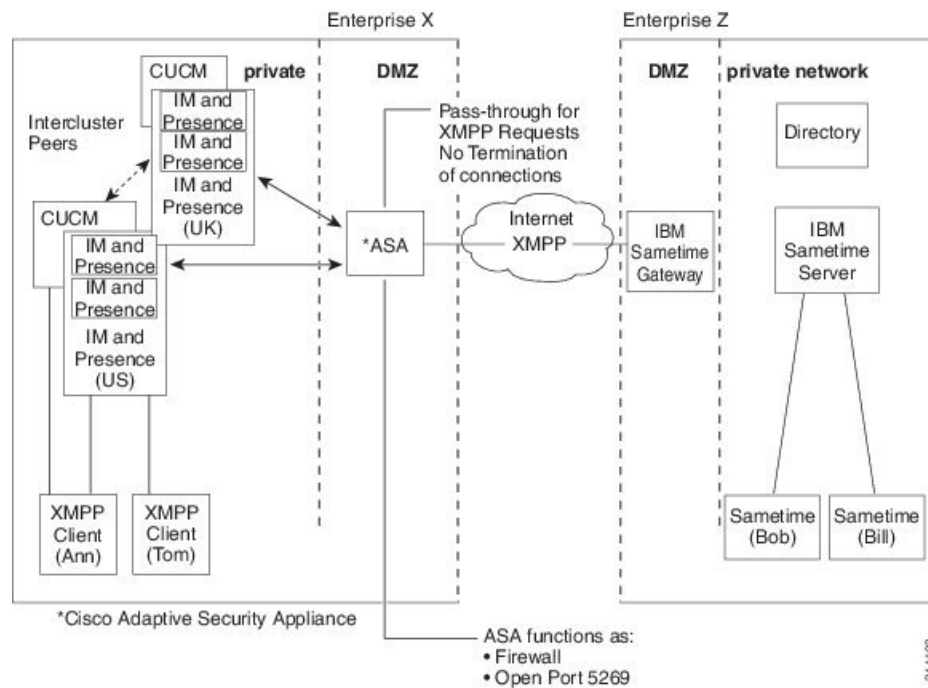 Enterprise X
Enterprise Z
CUCM
private
DMZ
DMZ
private network
IM and
Presence
IM and
Presence
IM and
Presence
(UK)
Intercluster
Peers
Pass-through for
XMPP Requests
No Termination
of connections
Directory
CUCM
IM and
Presence
IM and
Presence
IM and
Presence
(US)
*ASA
Internet
XMPP
IBM
Sametime
Gateway
IBM
Sametime
Server
XMPP
Client
(Ann)
XMPP
Client
(Tom)
Sametime
(Bob)
Sametime
(Bill)
*Cisco Adaptive Security Appliance
ASA functions as:
• Firewall
• Open Port 5269